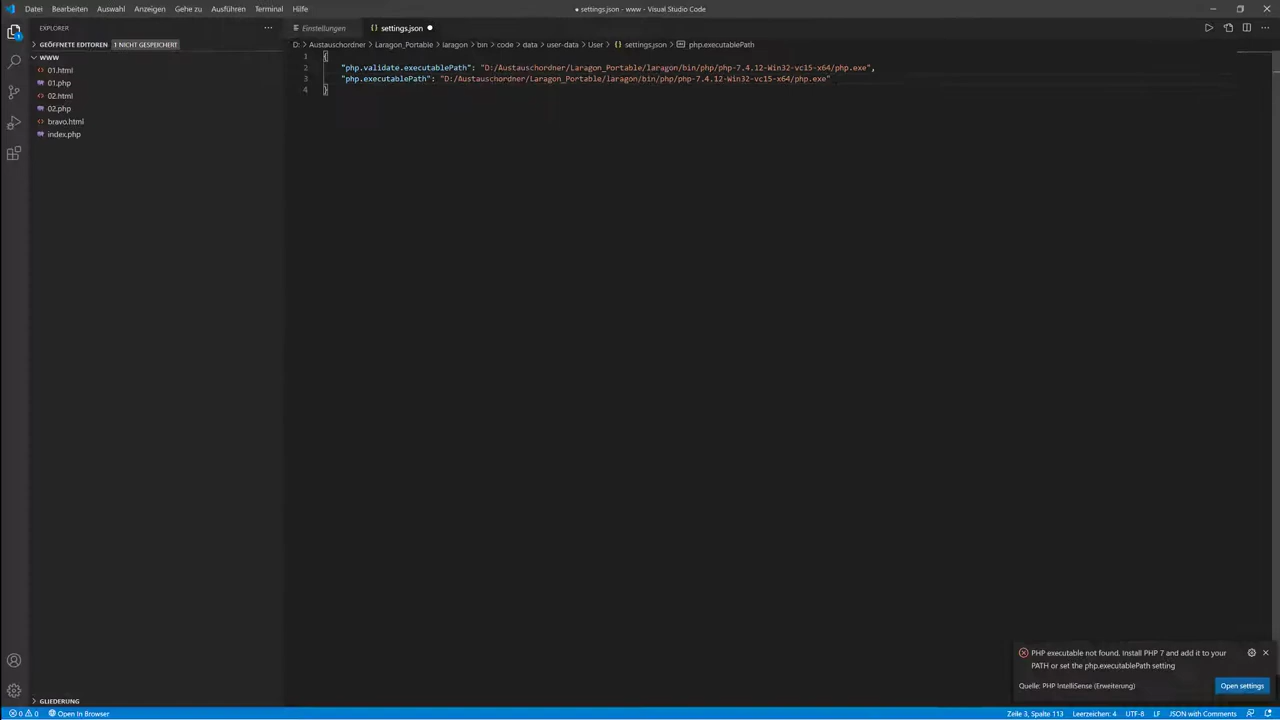 Datei Bearbeiten Auswahl Anzeigen Gehe zu Ausführen Terminal Hilfe
● settings.json - www - Visual Studio Code
EXPLORER
Einstellungen
{} settings.json ●
GEÖFFNETE EDITOREN 1 NICHT GESPEICHERT
D: > Austauschordner > Laragon_Portable > laragon > bin > code > data > user-data > User > {} settings.json > php.executablePath
WWW
01.html
01.php
02.html
02.php
bravo.html
index.php
1 {
2 "php.validate.executablePath": "D:/Austauschordner/Laragon_Portable/laragon/bin/php/php-7.4.12-Win32-vc15-x64/php.exe",
3 "php.executablePath": "D:/Austauschordner/Laragon_Portable/laragon/bin/php/php-7.4.12-Win32-vc15-x64/php.exe"
4 }
1
PHP executable not found. Install PHP 7 and add it to your
PATH or set the php.executablePath setting
Quelle: PHP IntelliSense (Erweiterung)
Open settings
GLIEDERUNG
0 0 Open In Browser
Zeile 3, Spalte 113 Leerzeichen: 4 UTF-8 LF JSON with Comments